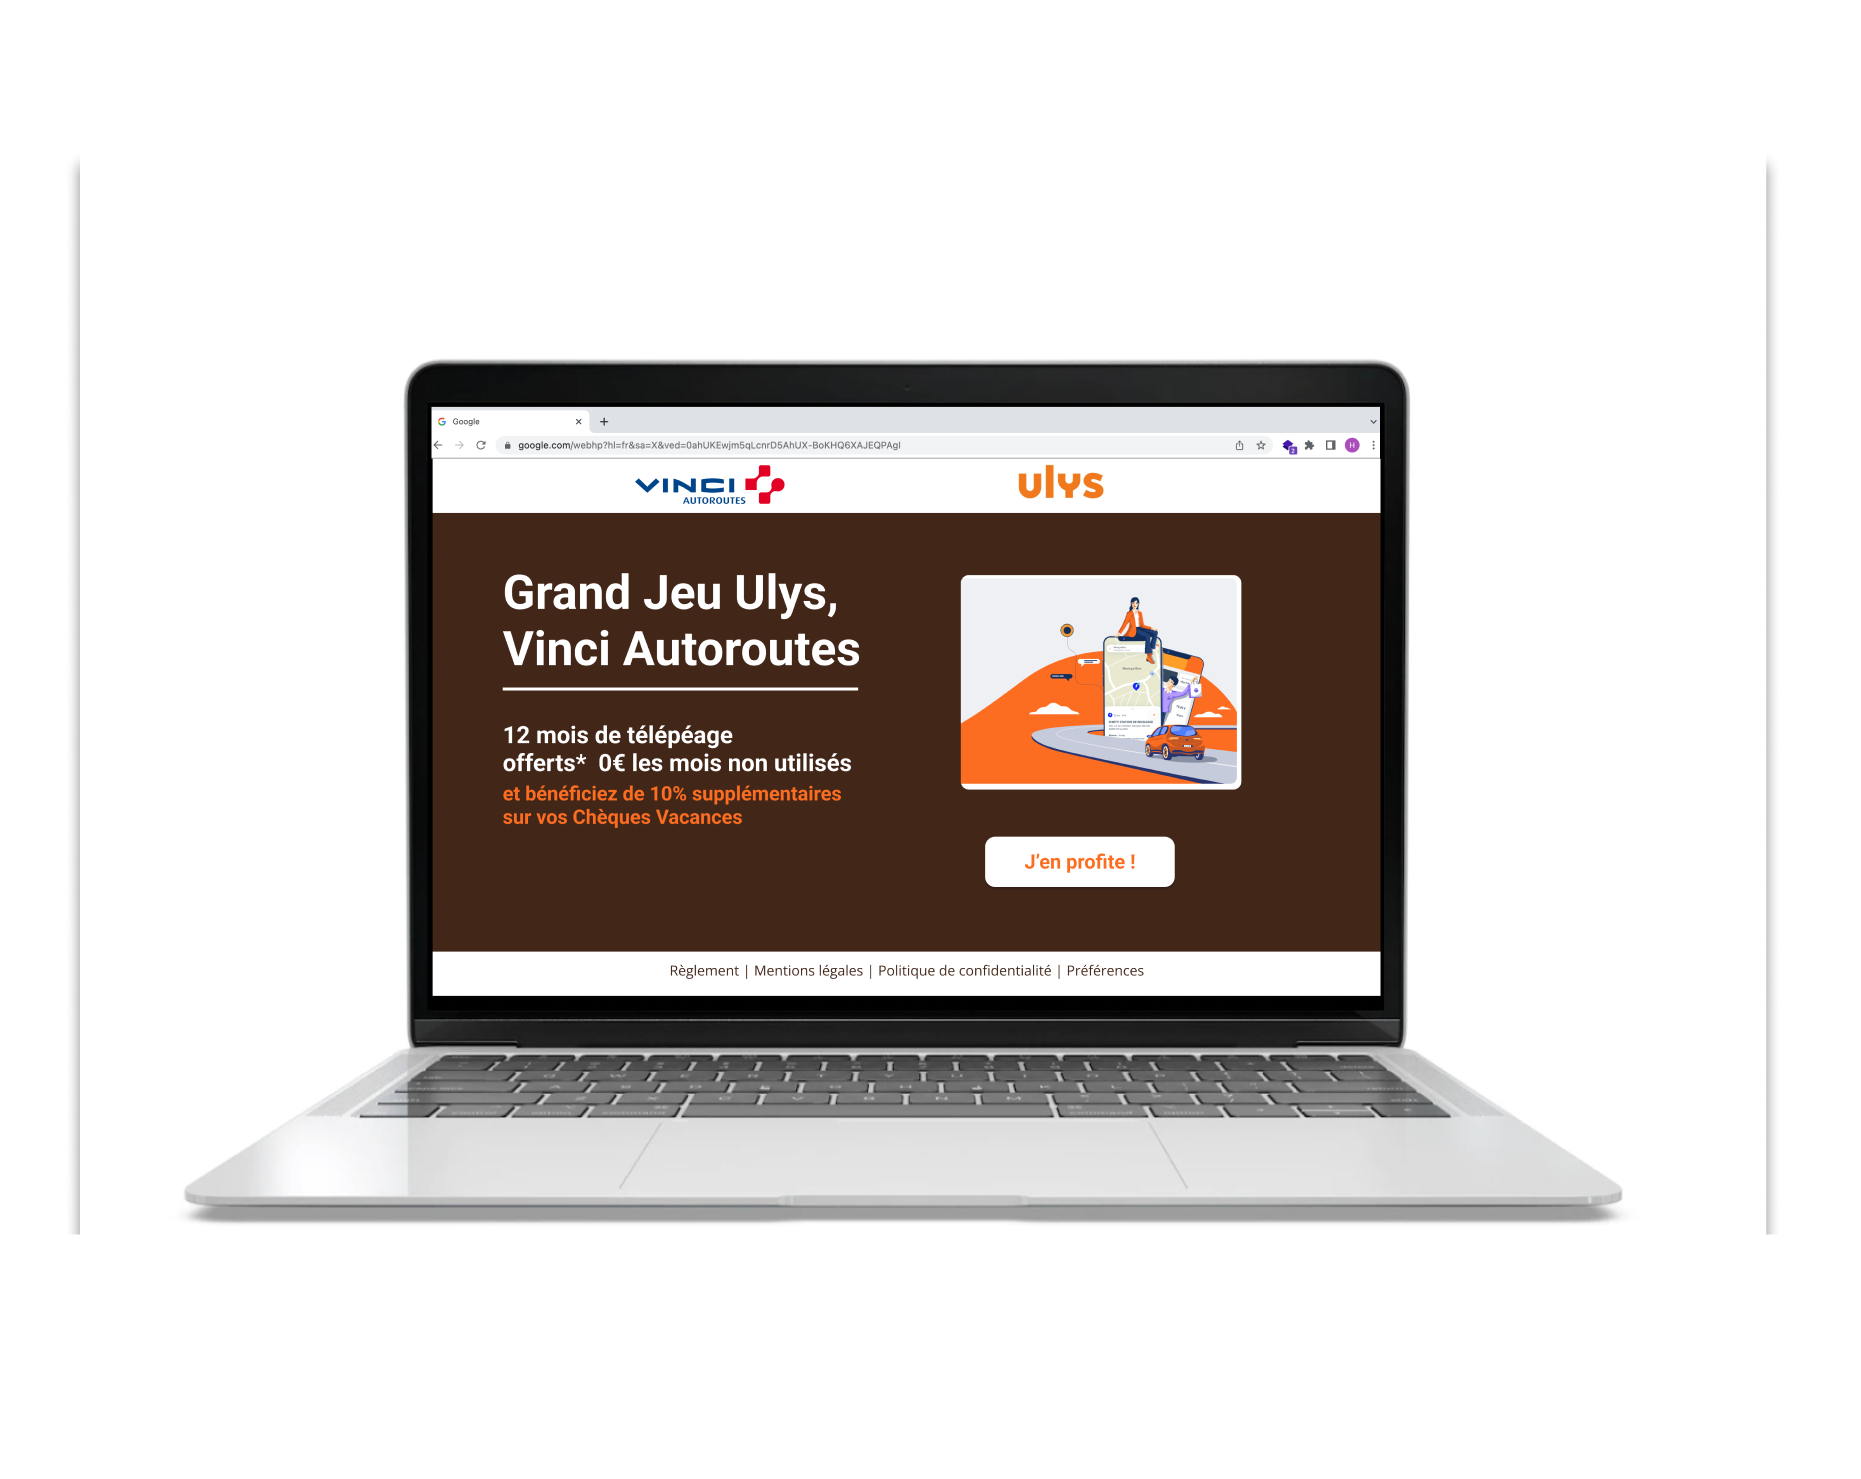 Google
google.com/webhp?hl=fr&sa=X&ved=0ahUKEwjm5qLcnrD5AhUX-BoKHQ6XAJEQPAgI
H
VINCI
AUTOROUTES
ulys
Grand Jeu Ulys,
Vinci Autoroutes
12 mois de télépéage
offerts* 0€ les mois non utilisés
et bénéficiez de 10% supplémentaires
sur vos Chèques Vacances
J'en profite !
Règlement | Mentions légales | Politique de confidentialité | Préférences